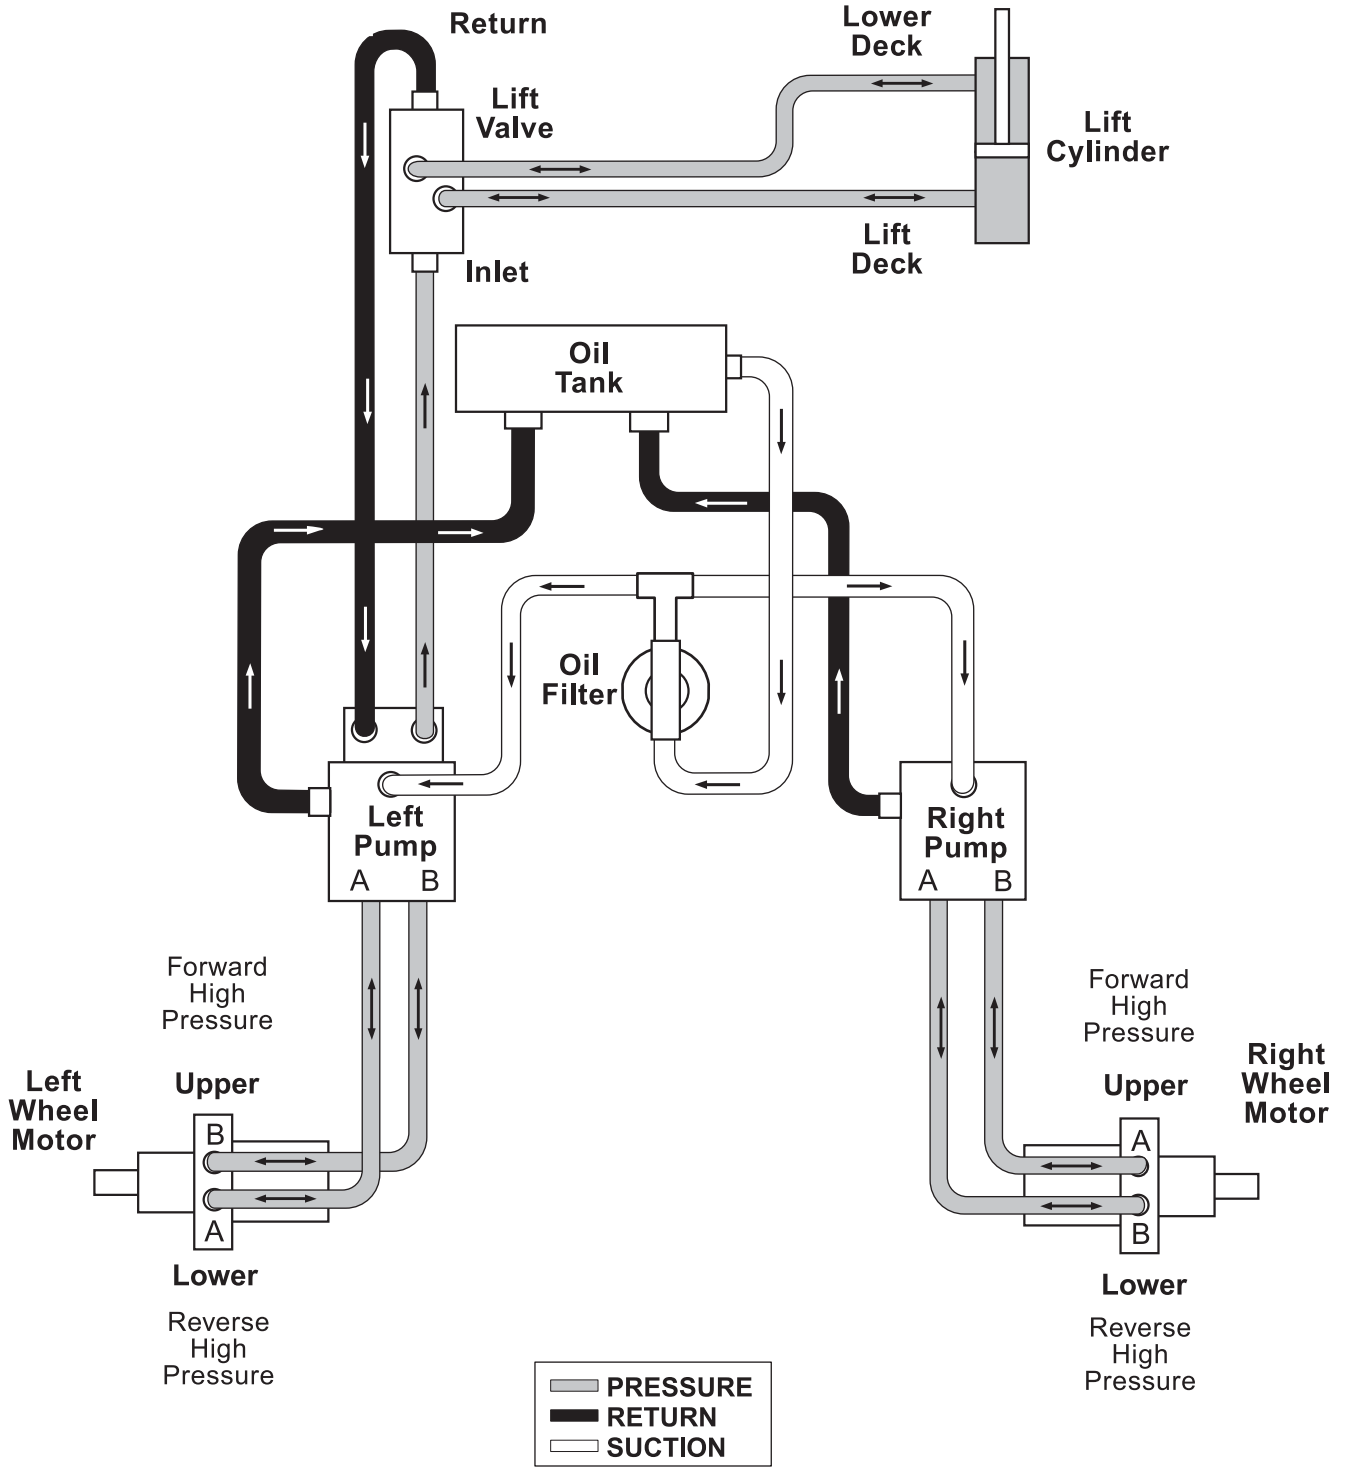 Return
Lower
Deck
Lift
Valve
Lift
Cylinder
Lift
Deck
Inlet
Oil
Tank
Oil
Filter
Left
Pump
A B
Right
Pump
A B
Forward
High
Pressure
Forward
High
Pressure
Left
Wheel
Motor
Upper
B
A
Lower
Reverse
High
Pressure
Right
Wheel
Motor
Upper
A
B
Lower
Reverse
High
Pressure
PRESSURE
RETURN
SUCTION